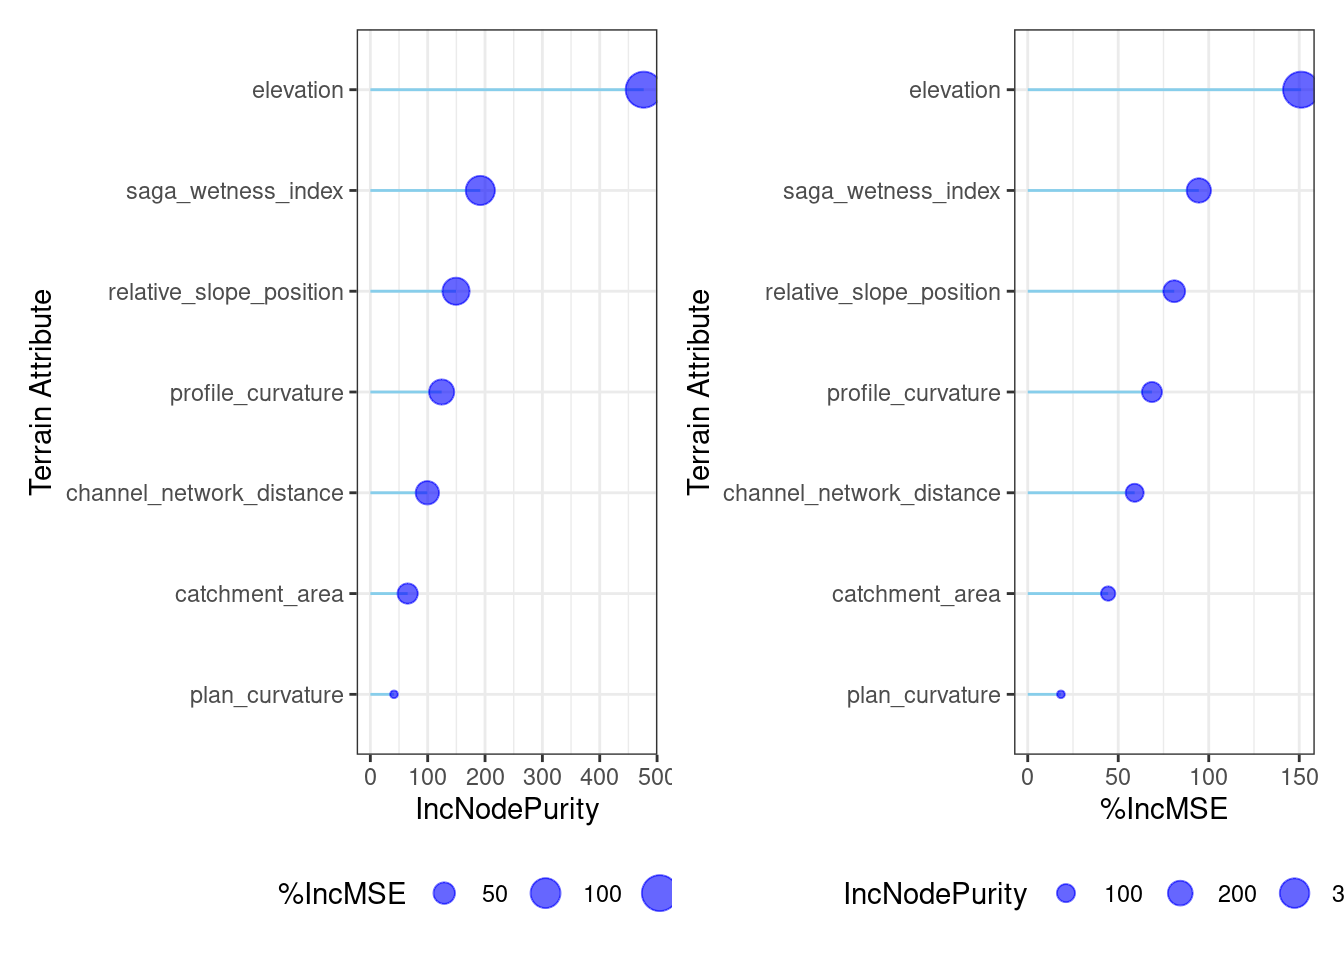 elevation
saga_wetness_index
relative_slope_position
profile_curvature
channel_network_distance
catchment_area
plan_curvature
Terrain Attribute
0 100 200 300 400 500
IncNodePurity
%IncMSE 50 100
elevation
saga_wetness_index
relative_slope_position
profile_curvature
channel_network_distance
catchment_area
plan_curvature
Terrain Attribute
0 50 100 150
%IncMSE
IncNodePurity 100 200